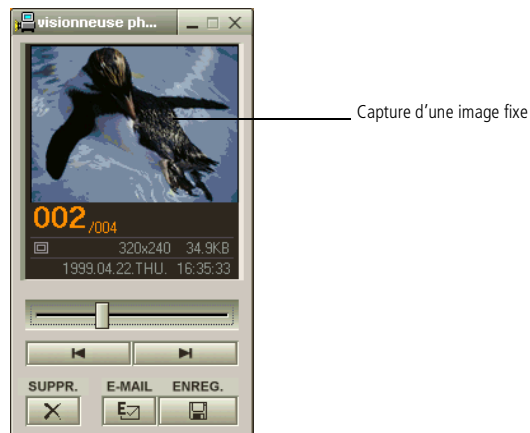 visionneuse ph...
Capture d'une image fixe
002/004
320x240 34.9KB
1999.04.22.THU. 16:35:33
SUPPR. E-MAIL ENREG.
E